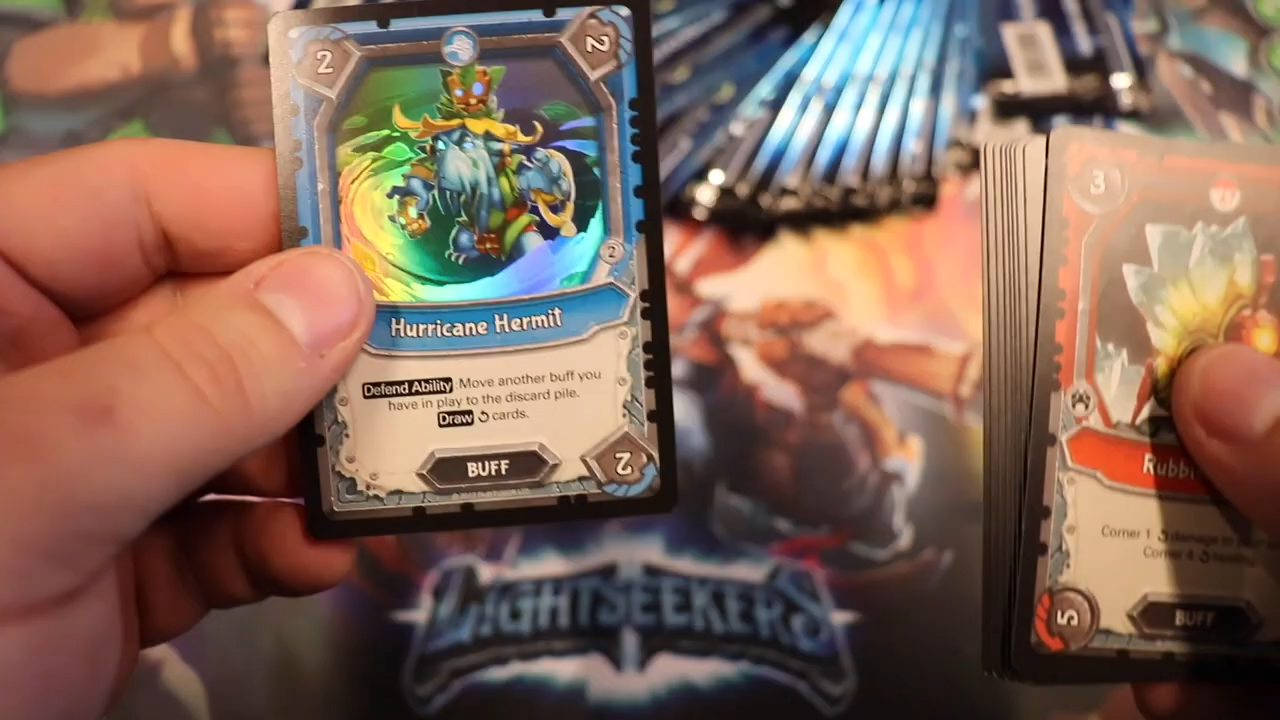 2
2
2
Hurricane Hermit
Defend Ability: Move another buff you
have in play to the discard pile.
Draw cards.
BUFF
2
LIGHTSEEKERS
3
Corner 1
Corner 4
BUFF
5